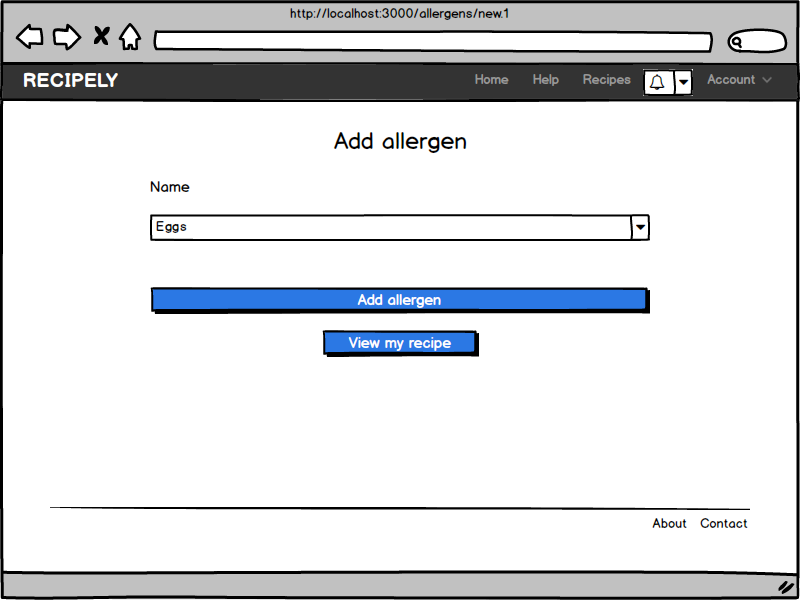 http://localhost:3000/allergens/new.1
RECIPELY Home Help Recipes Account
Add allergen
Name
Eggs
Add allergen
View my recipe
About Contact